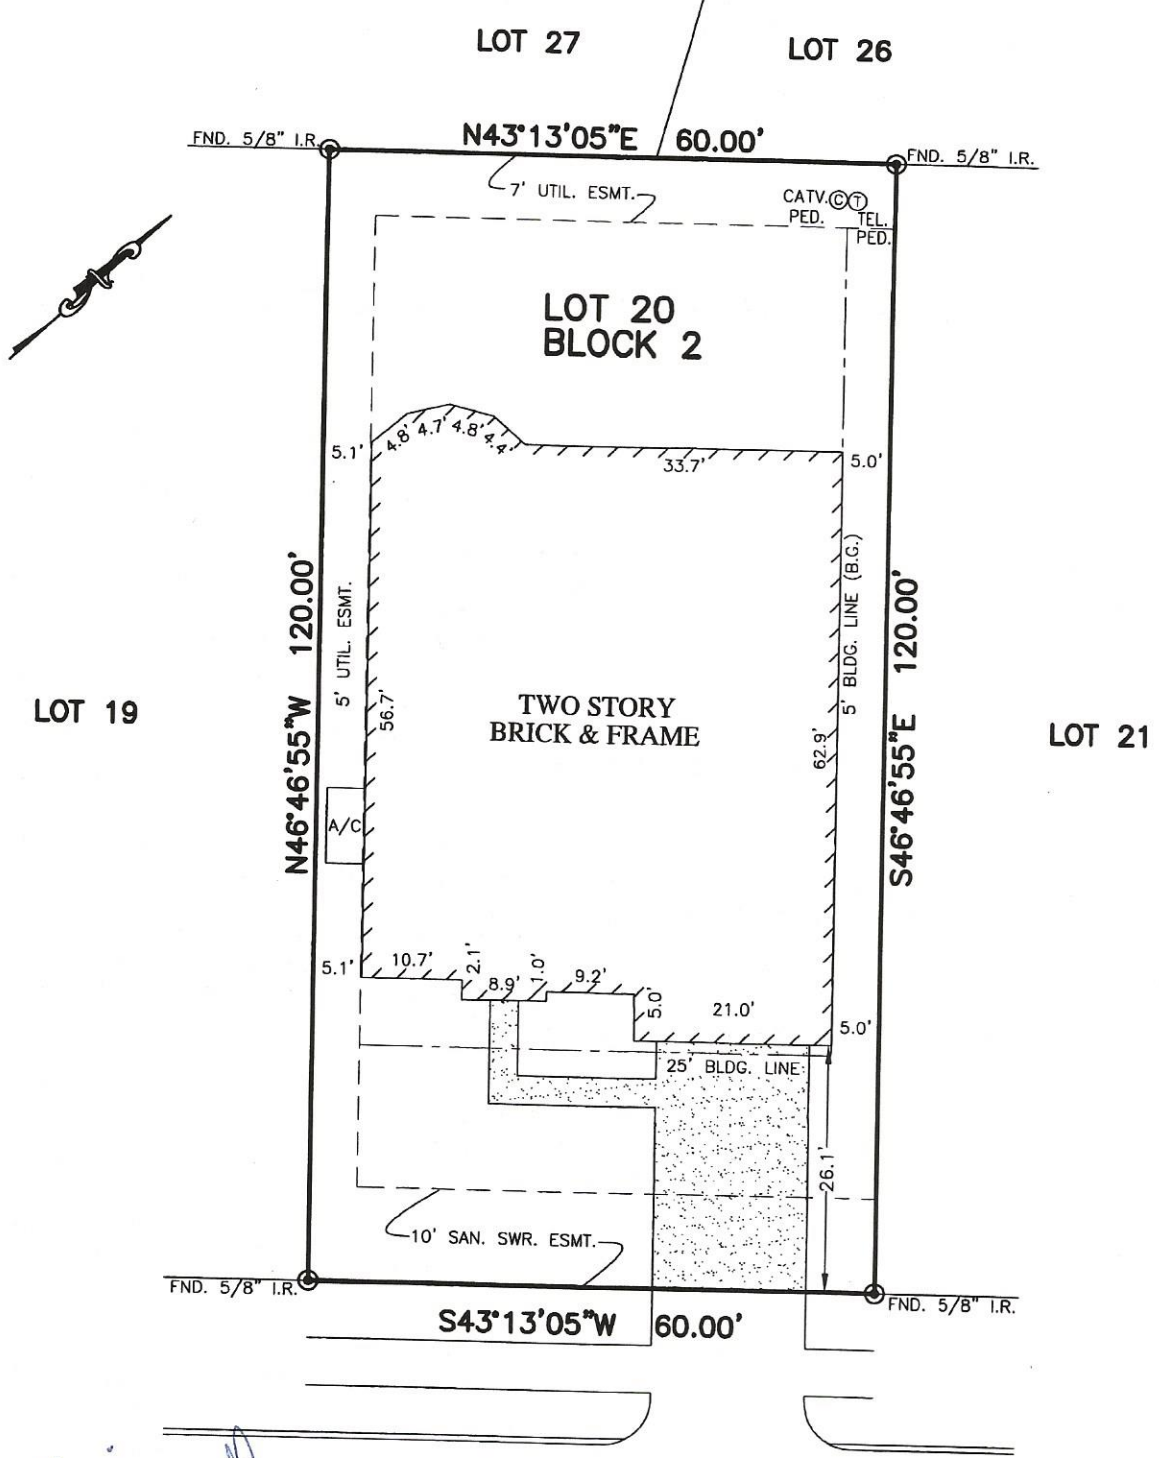 LOT 27
LOT 26
N43°13'05"E 60.00'
FND. 5/8" I.R.
FND. 5/8" I.R.
7' UTIL. ESMT.
CATV. Ⓒ Ⓣ
PED.
TEL.
PED.
LOT 20
BLOCK 2
5.1'
4.8'
4.7'
4.8'
4.4'
33.7'
5.0'
N46°46'55"W 120.00'
5' UTIL. ESMT.
56.7'
TWO STORY
BRICK & FRAME
62.9'
5' BLDG. LINE (B.G.)
S46°46'55"E 120.00'
LOT 19
LOT 21
A/C
5.1'
10.7'
2.1'
8.9'
1.0'
9.2'
5.0'
21.0'
5.0'
25' BLDG. LINE
26.1'
10' SAN. SWR. ESMT.
FND. 5/8" I.R.
FND. 5/8" I.R.
S43°13'05"W 60.00'